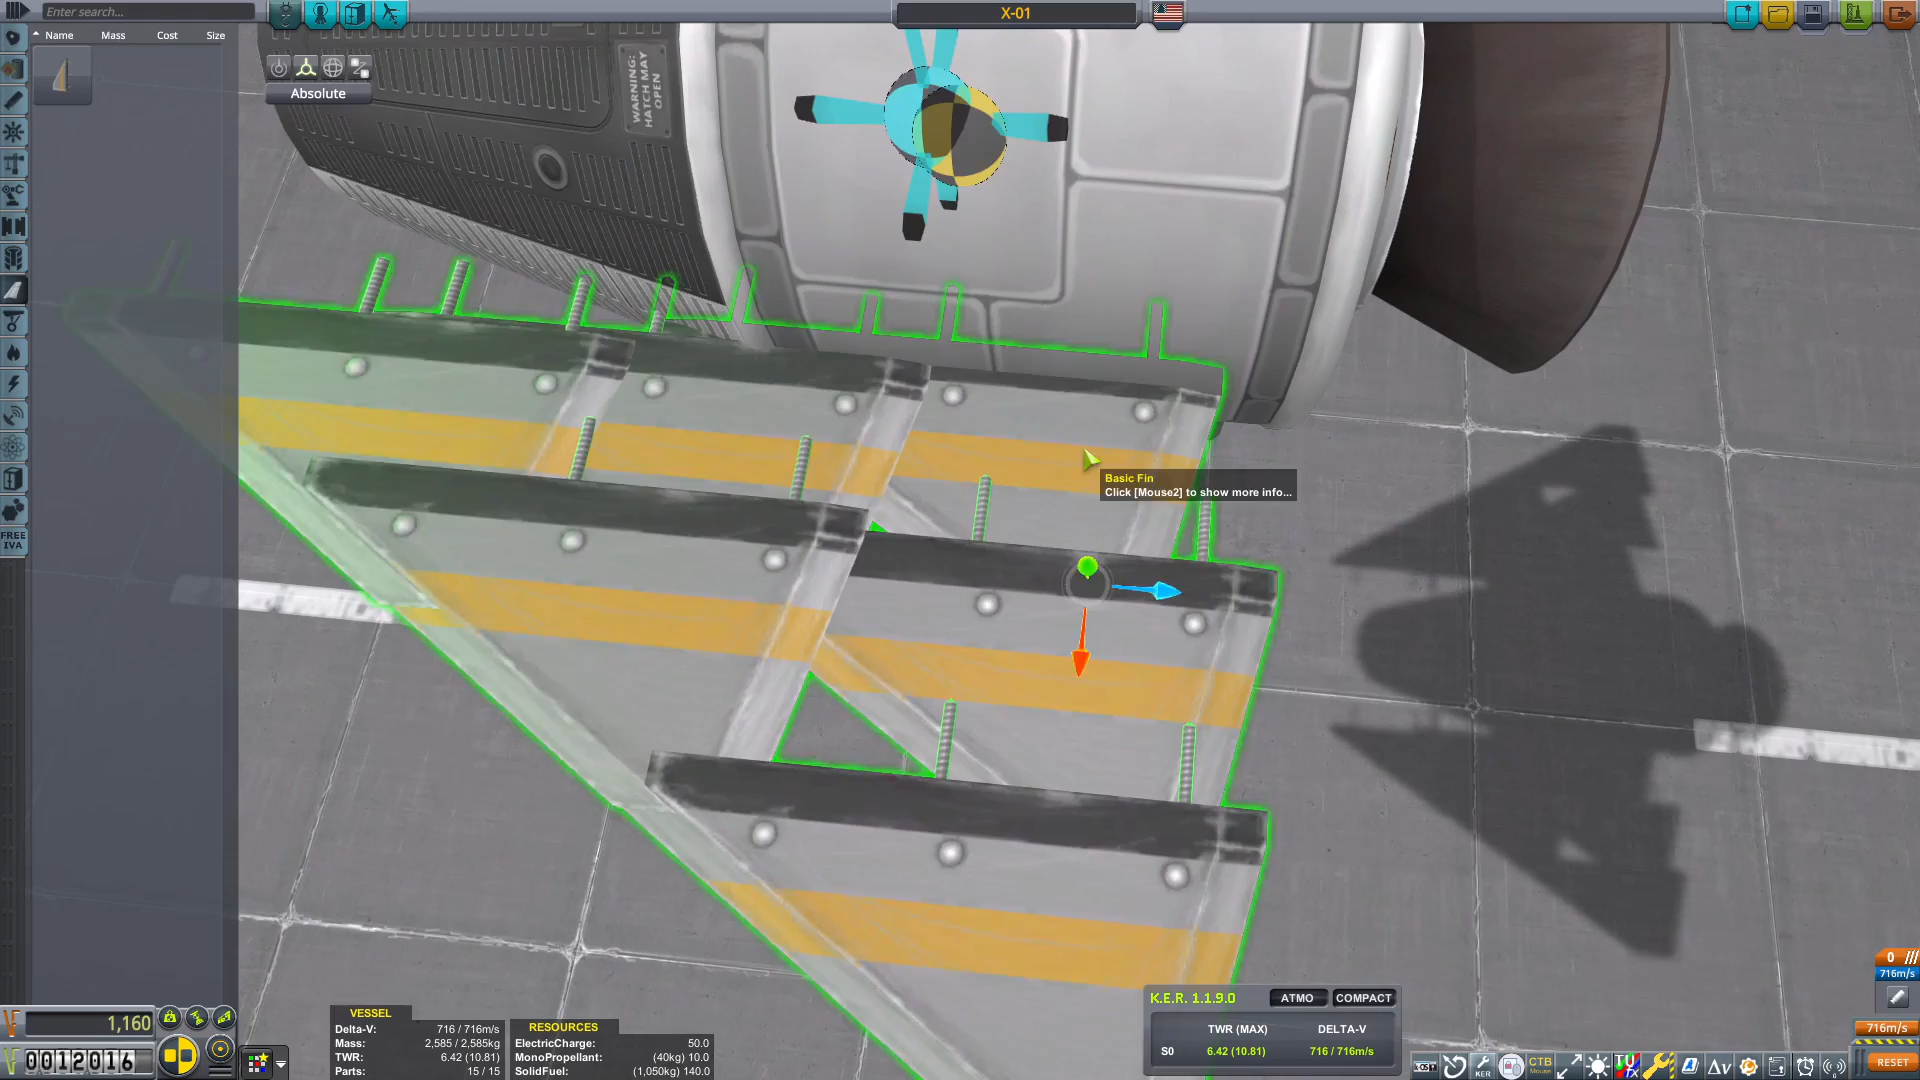 Enter search...
X-01
Name Mass Cost Size
Absolute
WARNING:
HATCH MAY
OPEN
FREE
IVA
Basic Fin
Click [Mouse2] to show more info...
0
716m/s
K.E.R. 1.1.9.0 ATMO COMPACT
TWR (MAX) DELTA-V
S0 6.42 (10.81) 716 / 716m/s
VESSEL
Delta-V: 716 / 716m/s
Mass: 2,585 / 2,585kg
TWR: 6.42 (10.81)
Parts: 15 / 15
RESOURCES
ElectricCharge: 50.0
MonoPropellant: (40kg) 10.0
SolidFuel: (1,050kg) 140.0
1,160
0012016
716m/s
kOS
KER
CTB
Mouse
TU
FX
Δv
RESET